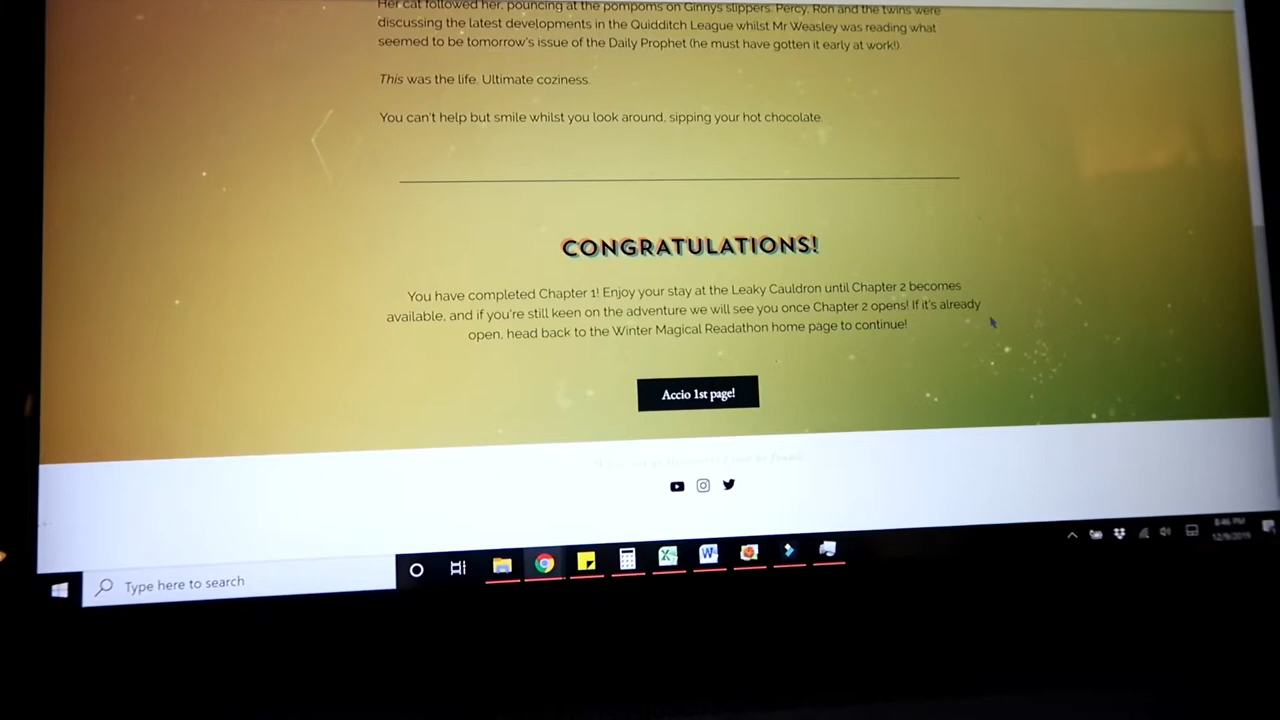 Her cat followed her, pouncing at the pompoms on Ginnys slippers. Percy, Ron and the twins were
discussing the latest developments in the Quidditch League whilst Mr Weasley was reading what
seemed to be tomorrow's issue of the Daily Prophet (he must have gotten it early at work!).
This was the life. Ultimate coziness.
You can't help but smile whilst you look around, sipping your hot chocolate.
CONGRATULATIONS!
You have completed Chapter 1! Enjoy your stay at the Leaky Cauldron until Chapter 2 becomes
available, and if you're still keen on the adventure we will see you once Chapter 2 opens! If it's already
open, head back to the Winter Magical Readathon home page to continue!
Accio 1st page!
Type here to search
8:46 PM
12/9/2019